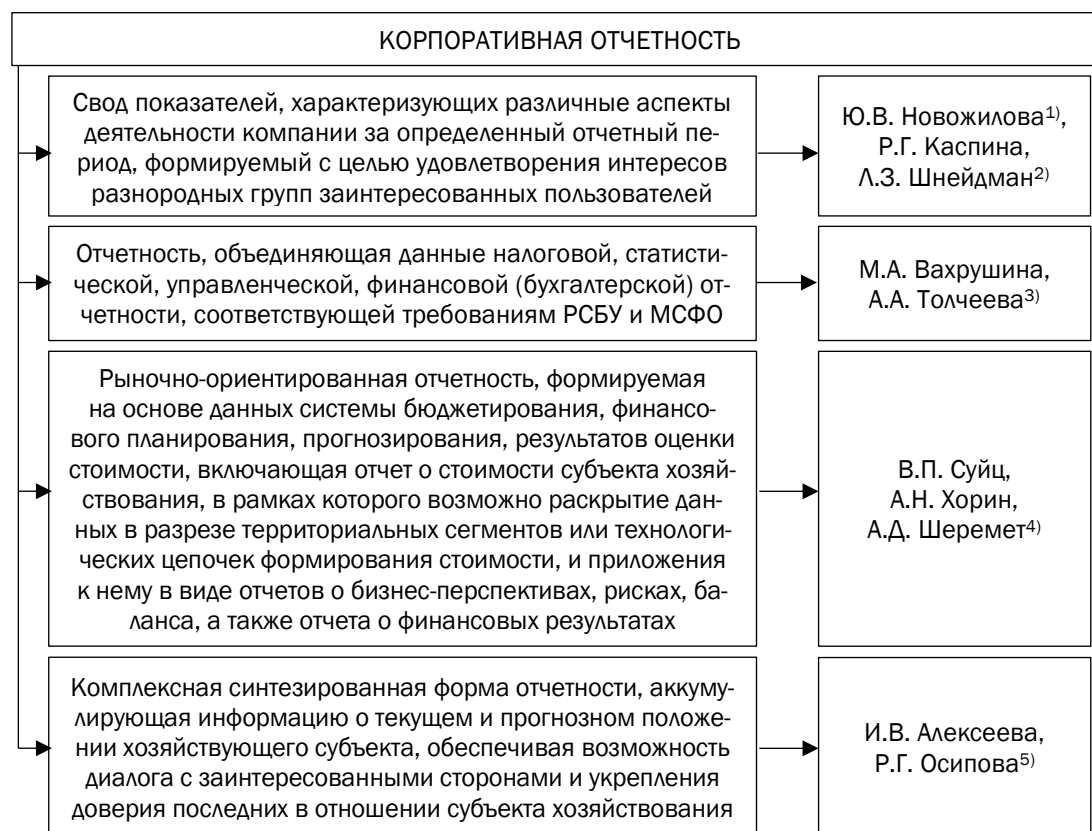 КОРПОРАТИВНАЯ ОТЧЕТНОСТЬ
Свод показателей, характеризующих различные аспекты
деятельности компании за определенный отчетный пе-
риод, формируемый с целью удовлетворения интересов
разнородных групп заинтересованных пользователей
Ю.В. Новожилова¹⁾,
Р.Г. Каспина,
Л.З. Шнейдман²⁾
Отчетность, объединяющая данные налоговой, статисти-
ческой, управленческой, финансовой (бухгалтерской) от-
четности, соответствующей требованиям РСБУ и МСФО
М.А. Вахрушина,
А.А. Толчеева³⁾
Рыночно-ориентированная отчетность, формируемая
на основе данных системы бюджетирования, финансо-
вого планирования, прогнозирования, результатов оценки
стоимости, включающая отчет о стоимости субъекта хозяй-
ствования, в рамках которого возможно раскрытие дан-
ных в разрезе территориальных сегментов или технологи-
ческих цепочек формирования стоимости, и приложения
к нему в виде отчетов о бизнес-перспективах, рисках, ба-
ланса, а также отчета о финансовых результатах
В.П. Суйц,
А.Н. Хорин,
А.Д. Шеремет⁴⁾
Комплексная синтезированная форма отчетности, аккуму-
лирующая информацию о текущем и прогнозном положе-
нии хозяйствующего субъекта, обеспечивая возможность
диалога с заинтересованными сторонами и укрепления
доверия последних в отношении субъекта хозяйствования
И.В. Алексеева,
Р.Г. Осипова⁵⁾